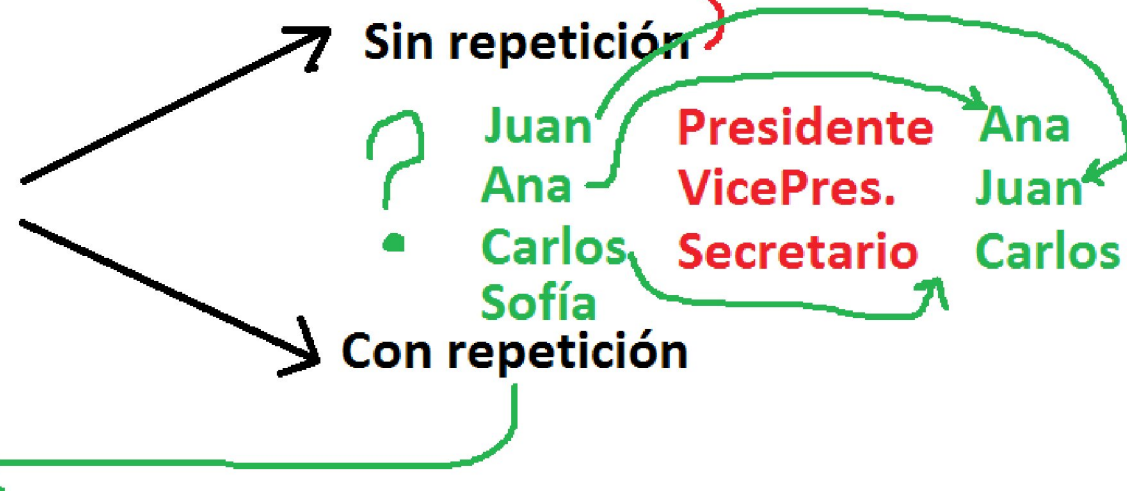 Sin repetición
?
Juan Presidente Ana
Ana VicePres. Juan
Carlos Secretario Carlos
Sofía
Con repetición